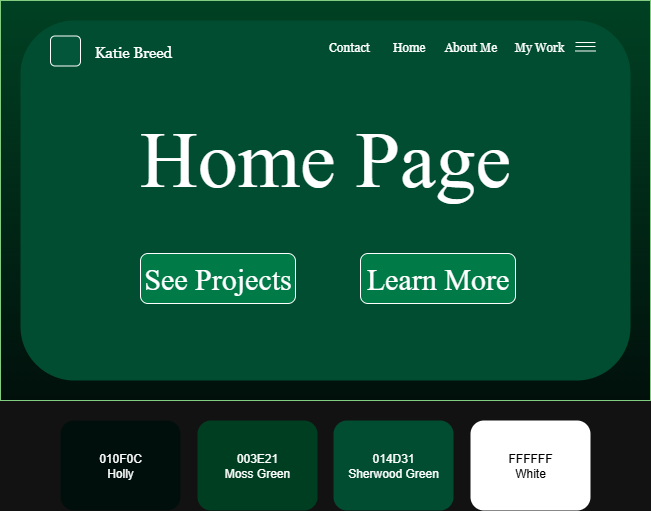 Katie Breed
Contact Home About Me My Work
Home Page
See Projects Learn More
010F0C
Holly
003E21
Moss Green
014D31
Sherwood Green
FFFFFF
White